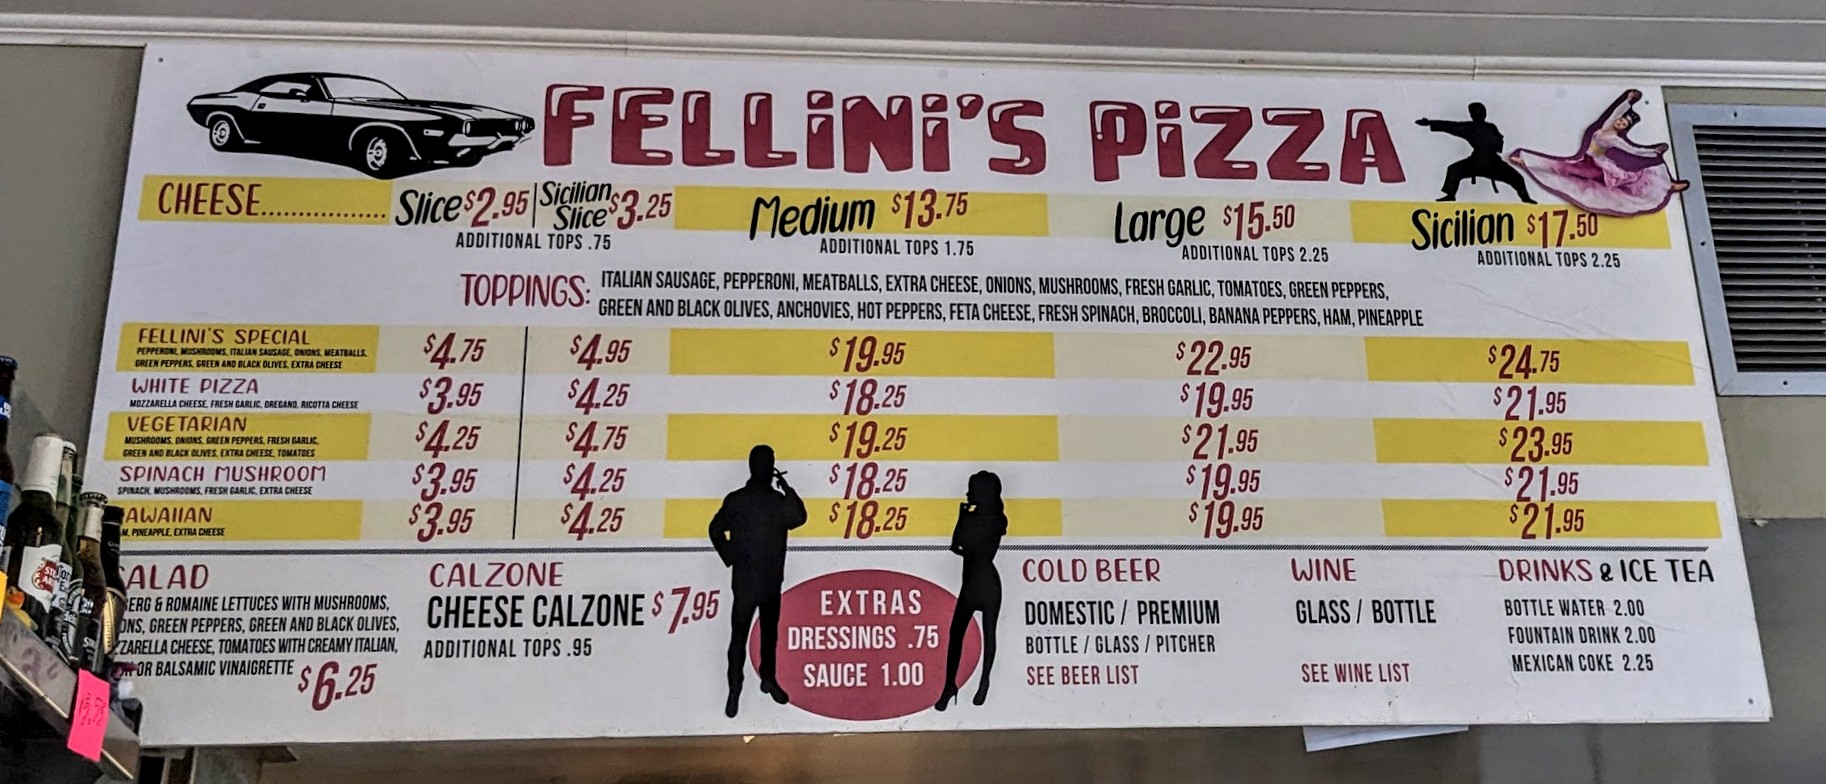 FELLINI'S PIZZA
CHEESE................ Slice $2.95 | Sicilian Slice $3.25 Medium $13.75 Large $15.50 Sicilian $17.50
ADDITIONAL TOPS .75 ADDITIONAL TOPS 1.75 ADDITIONAL TOPS 2.25 ADDITIONAL TOPS 2.25
TOPPINGS: ITALIAN SAUSAGE, PEPPERONI, MEATBALLS, EXTRA CHEESE, ONIONS, MUSHROOMS, FRESH GARLIC, TOMATOES, GREEN PEPPERS,
GREEN AND BLACK OLIVES, ANCHOVIES, HOT PEPPERS, FETA CHEESE, FRESH SPINACH, BROCCOLI, BANANA PEPPERS, HAM, PINEAPPLE
FELLINI'S SPECIAL $4.75 $4.95 $19.95 $22.95 $24.75
PEPPERONI, MUSHROOMS, ITALIAN SAUSAGE, ONIONS, MEATBALLS,
GREEN PEPPERS, GREEN AND BLACK OLIVES, EXTRA CHEESE
WHITE PIZZA $3.95 $4.25 $18.25 $19.95 $21.95
MOZZARELLA CHEESE, FRESH GARLIC, OREGANO, RICOTTA CHEESE
VEGETARIAN $4.25 $4.75 $19.25 $21.95 $23.95
MUSHROOMS, ONIONS, GREEN PEPPERS, FRESH GARLIC,
GREEN AND BLACK OLIVES, EXTRA CHEESE, TOMATOES
SPINACH MUSHROOM $3.95 $4.25 $18.25 $19.95 $21.95
SPINACH, MUSHROOMS, FRESH GARLIC, EXTRA CHEESE
AWAIIAN $3.95 $4.25 $18.25 $19.95 $21.95
M, PINEAPPLE, EXTRA CHEESE
ALAD
BERG & ROMAINE LETTUCES WITH MUSHROOMS,
ONS, GREEN PEPPERS, GREEN AND BLACK OLIVES,
ZARELLA CHEESE, TOMATOES WITH CREAMY ITALIAN,
OR BALSAMIC VINAIGRETTE $6.25
CALZONE
CHEESE CALZONE $7.95
ADDITIONAL TOPS .95
EXTRAS
DRESSINGS .75
SAUCE 1.00
COLD BEER
DOMESTIC / PREMIUM
BOTTLE / GLASS / PITCHER
SEE BEER LIST
WINE
GLASS / BOTTLE
SEE WINE LIST
DRINKS & ICE TEA
BOTTLE WATER 2.00
FOUNTAIN DRINK 2.00
MEXICAN COKE 2.25